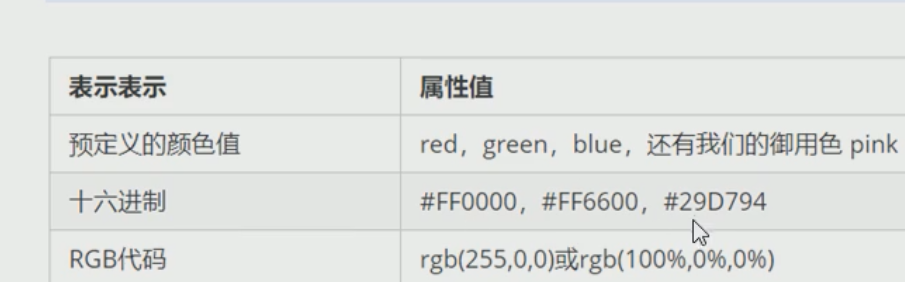 表示表示 属性值
预定义的颜色值 red，green，blue，还有我们的御用色 pink
十六进制 #FF0000，#FF6600，#29D794
RGB代码 rgb(255,0,0)或rgb(100%,0%,0%)